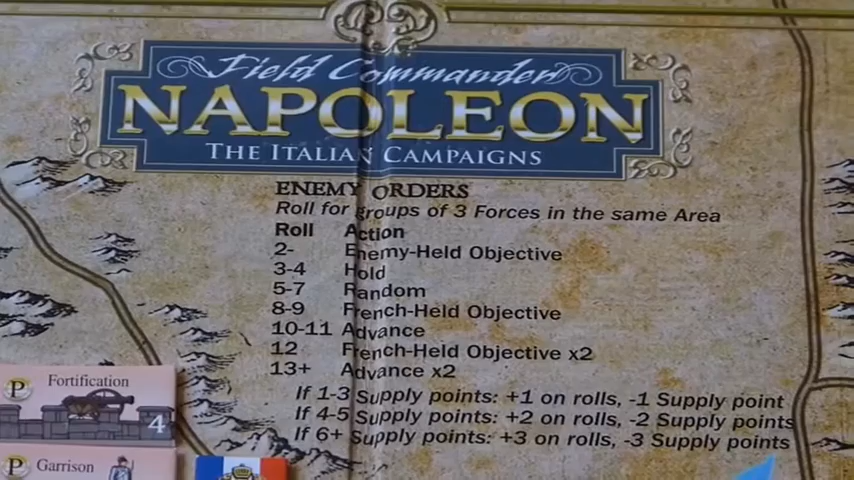 Field Commander
NAPOLEON
THE ITALIAN CAMPAIGNS
ENEMY ORDERS
Roll for groups of 3 Forces in the same Area
Roll Action
2- Enemy-Held Objective
3-4 Hold
5-7 Random
8-9 French-Held Objective
10-11 Advance
12 French-Held Objective x2
13+ Advance x2
If 1-3 Supply points: +1 on rolls, -1 Supply point
If 4-5 Supply points: +2 on rolls, -2 Supply points
If 6+ Supply points: +3 on rolls, -3 Supply points
P Fortification
4
P Garrison